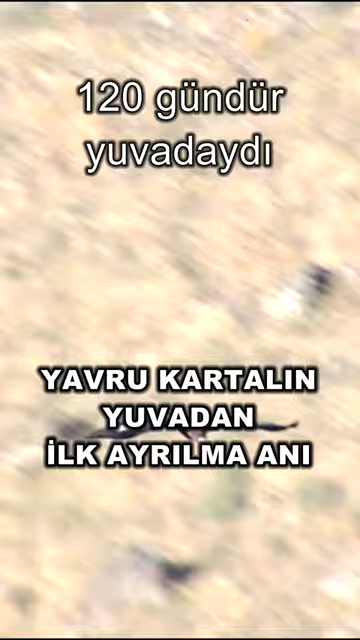 120 gündür
yuvadaydı
YAVRU KARTALIN
YUVADAN
İLK AYRILMA ANI